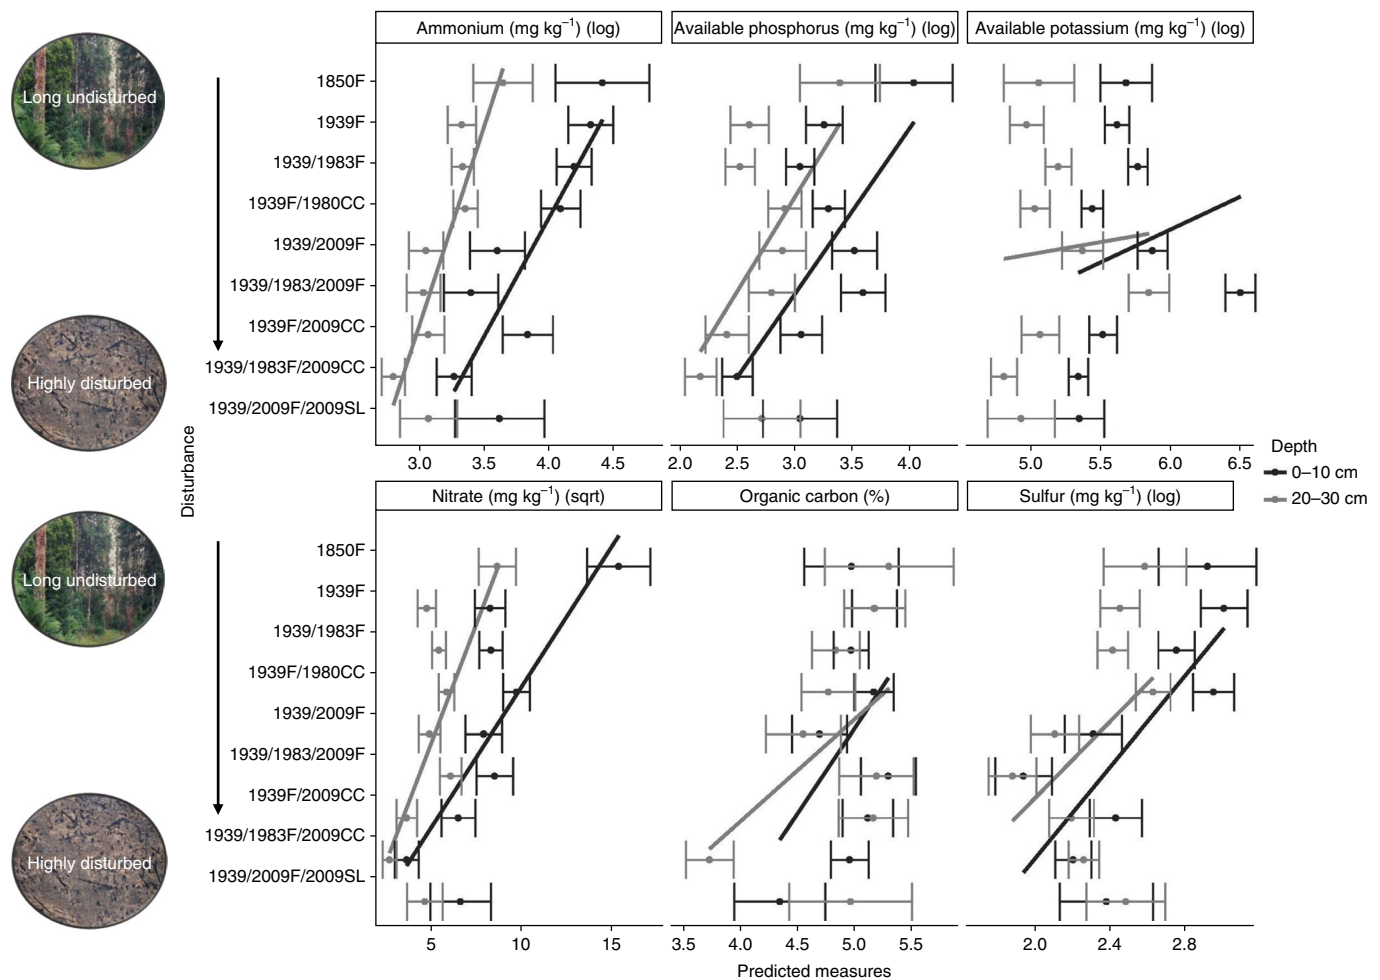 Ammonium (mg kg⁻¹) (log)
Available phosphorus (mg kg⁻¹) (log)
Available potassium (mg kg⁻¹) (log)
Long undisturbed
Highly disturbed
Disturbance
1850F
1939F
1939/1983F
1939F/1980CC
1939/2009F
1939/1983/2009F
1939F/2009CC
1939/1983F/2009CC
1939/2009F/2009SL
3.0 3.5 4.0 4.5
2.0 2.5 3.0 3.5 4.0
5.0 5.5 6.0 6.5
Depth
0–10 cm
20–30 cm
Nitrate (mg kg⁻¹) (sqrt)
Organic carbon (%)
Sulfur (mg kg⁻¹) (log)
Long undisturbed
Highly disturbed
1850F
1939F
1939/1983F
1939F/1980CC
1939/2009F
1939/1983/2009F
1939F/2009CC
1939/1983F/2009CC
1939/2009F/2009SL
5 10 15
3.5 4.0 4.5 5.0 5.5
2.0 2.4 2.8
Predicted measures